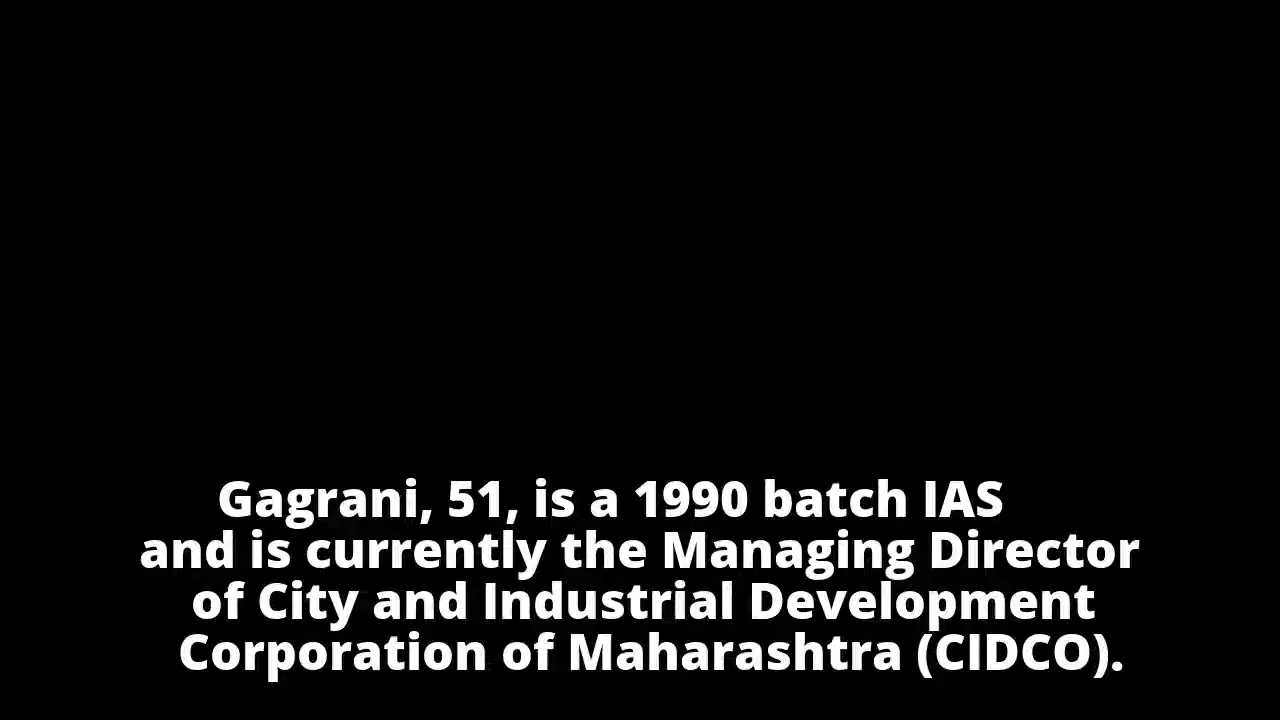 Gagrani, 51, is a 1990 batch IAS
and is currently the Managing Director
of City and Industrial Development
Corporation of Maharashtra (CIDCO).